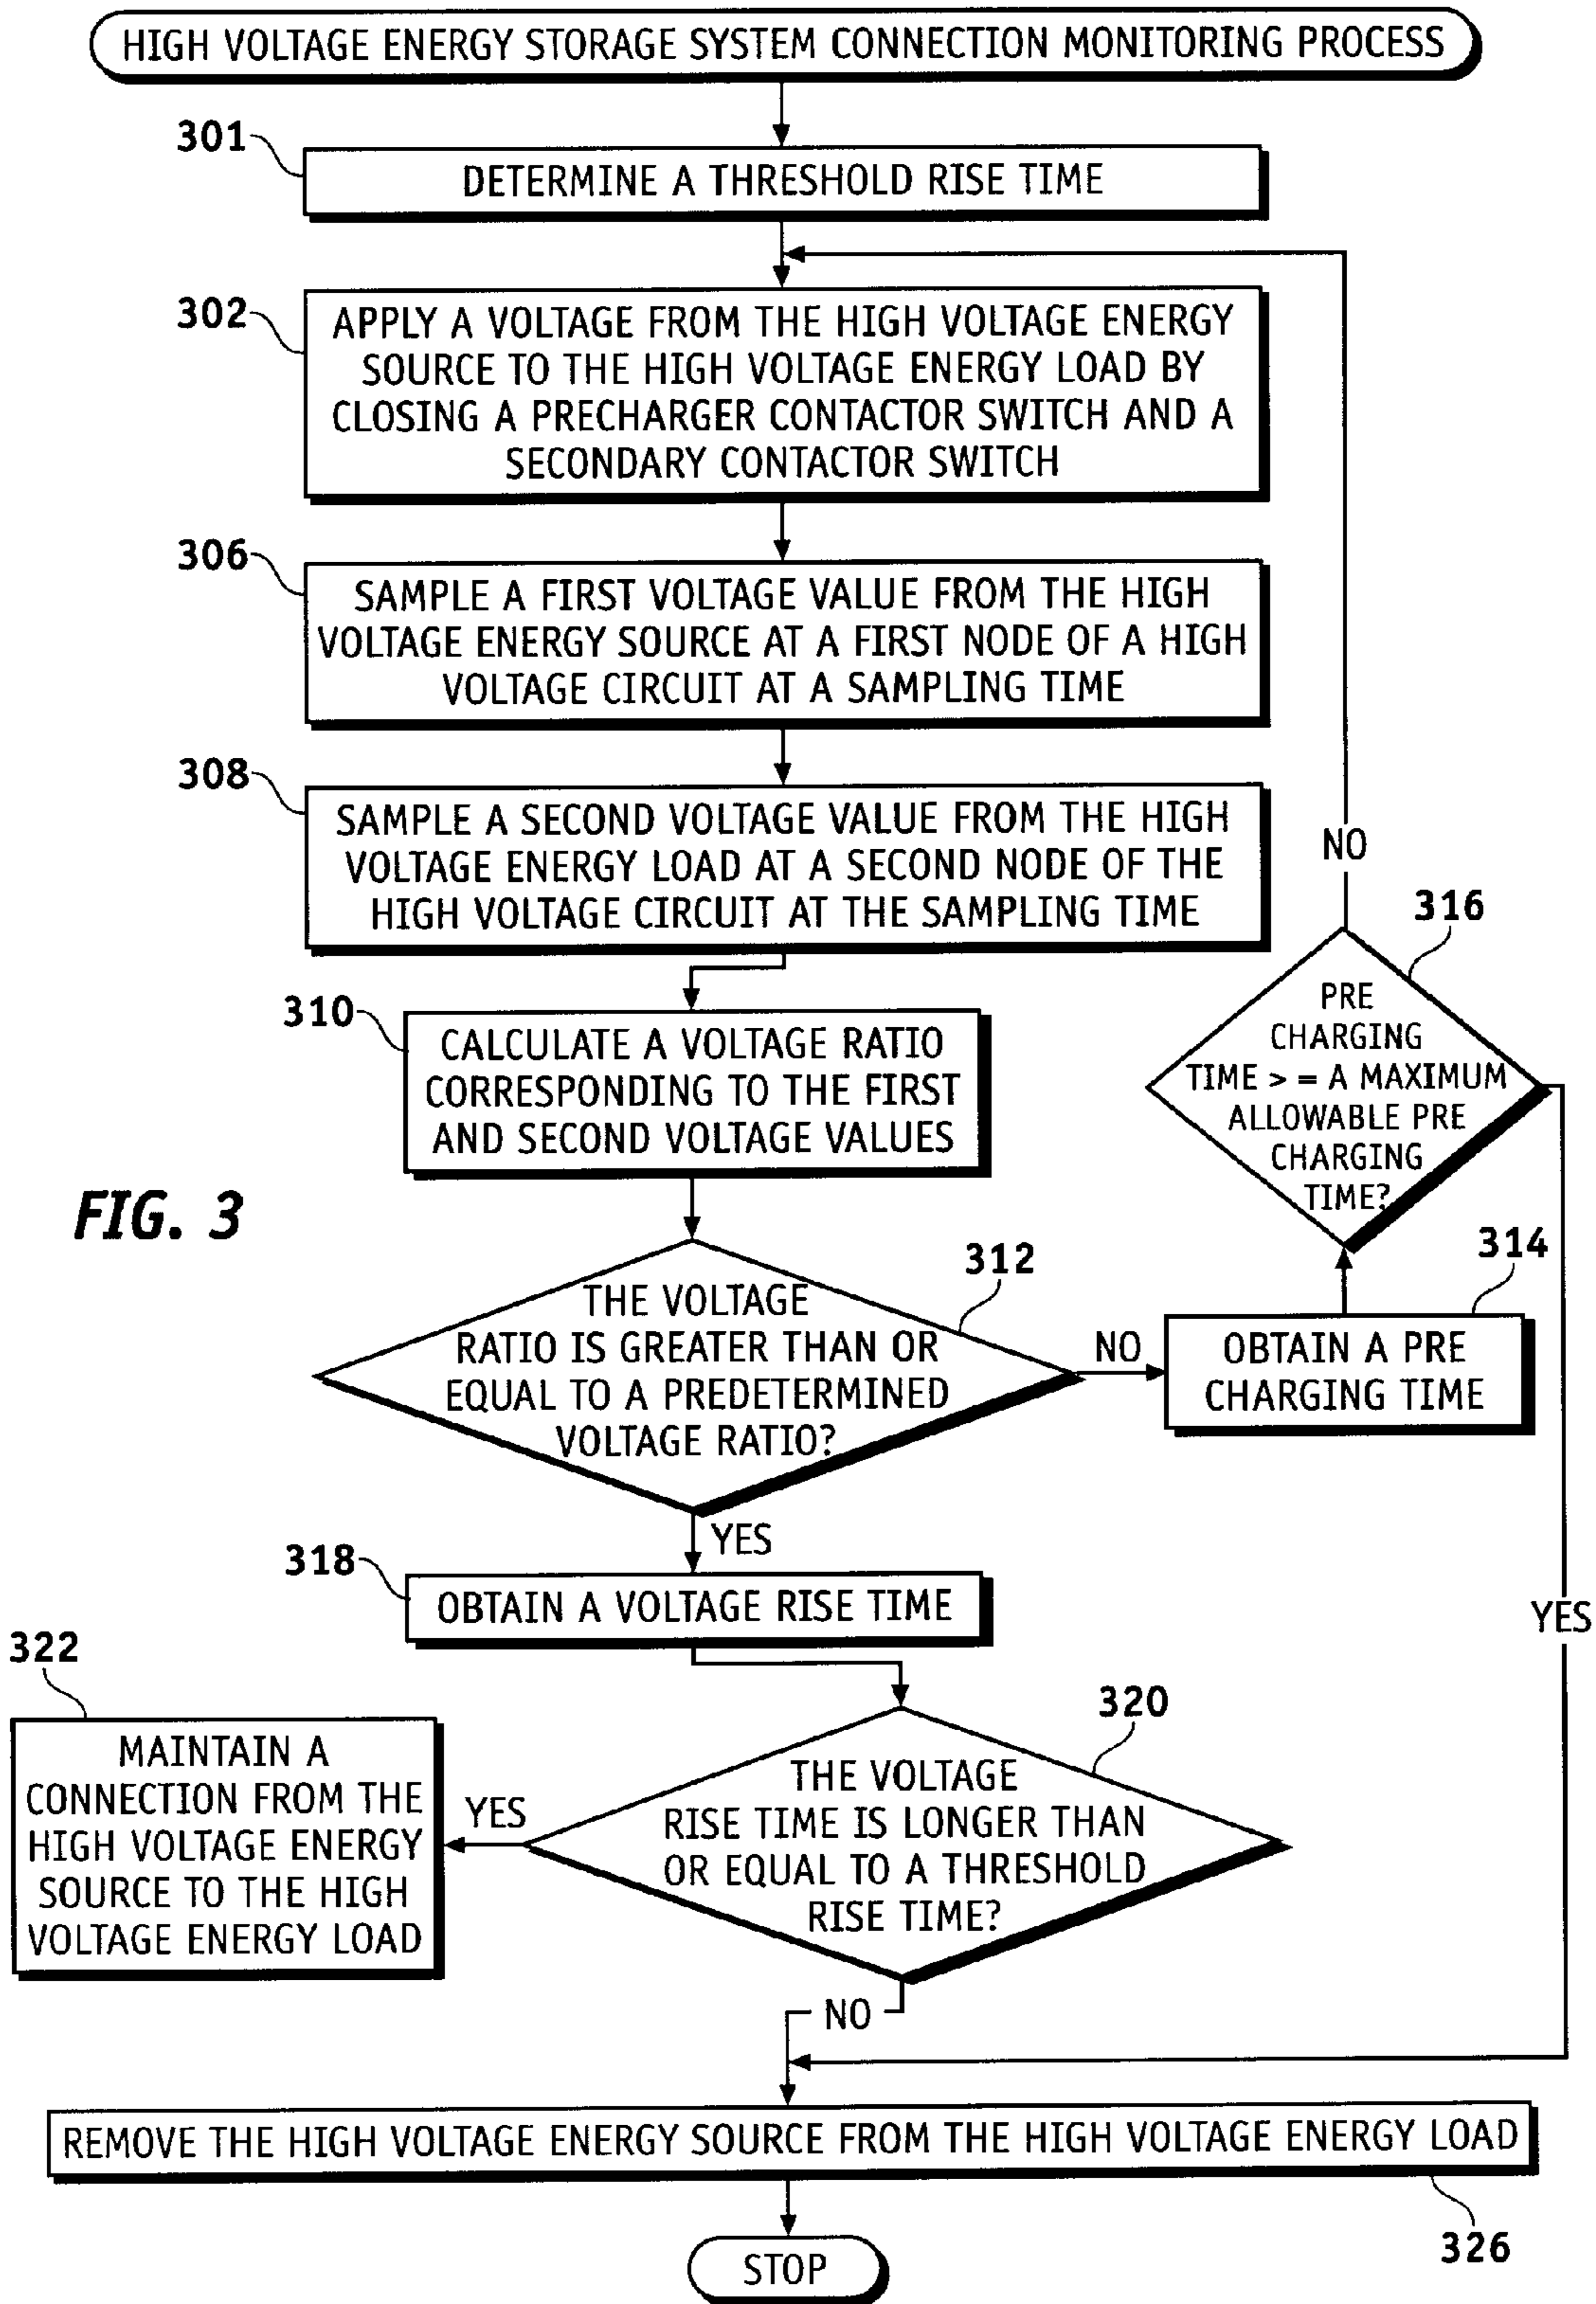 HIGH VOLTAGE ENERGY STORAGE SYSTEM CONNECTION MONITORING PROCESS
301
DETERMINE A THRESHOLD RISE TIME
302
APPLY A VOLTAGE FROM THE HIGH VOLTAGE ENERGY
SOURCE TO THE HIGH VOLTAGE ENERGY LOAD BY
CLOSING A PRECHARGER CONTACTOR SWITCH AND A
SECONDARY CONTACTOR SWITCH
306
SAMPLE A FIRST VOLTAGE VALUE FROM THE HIGH
VOLTAGE ENERGY SOURCE AT A FIRST NODE OF A HIGH
VOLTAGE CIRCUIT AT A SAMPLING TIME
308
SAMPLE A SECOND VOLTAGE VALUE FROM THE HIGH
VOLTAGE ENERGY LOAD AT A SECOND NODE OF THE
HIGH VOLTAGE CIRCUIT AT THE SAMPLING TIME
NO
316
PRE
CHARGING
TIME > = A MAXIMUM
ALLOWABLE PRE
CHARGING
TIME?
310
CALCULATE A VOLTAGE RATIO
CORRESPONDING TO THE FIRST
AND SECOND VOLTAGE VALUES
FIG. 3
312
THE VOLTAGE
RATIO IS GREATER THAN OR
EQUAL TO A PREDETERMINED
VOLTAGE RATIO?
NO
314
OBTAIN A PRE
CHARGING TIME
YES
318
OBTAIN A VOLTAGE RISE TIME
YES
322
MAINTAIN A
CONNECTION FROM THE
HIGH VOLTAGE ENERGY
SOURCE TO THE HIGH
VOLTAGE ENERGY LOAD
YES
320
THE VOLTAGE
RISE TIME IS LONGER THAN
OR EQUAL TO A THRESHOLD
RISE TIME?
NO
REMOVE THE HIGH VOLTAGE ENERGY SOURCE FROM THE HIGH VOLTAGE ENERGY LOAD
326
STOP